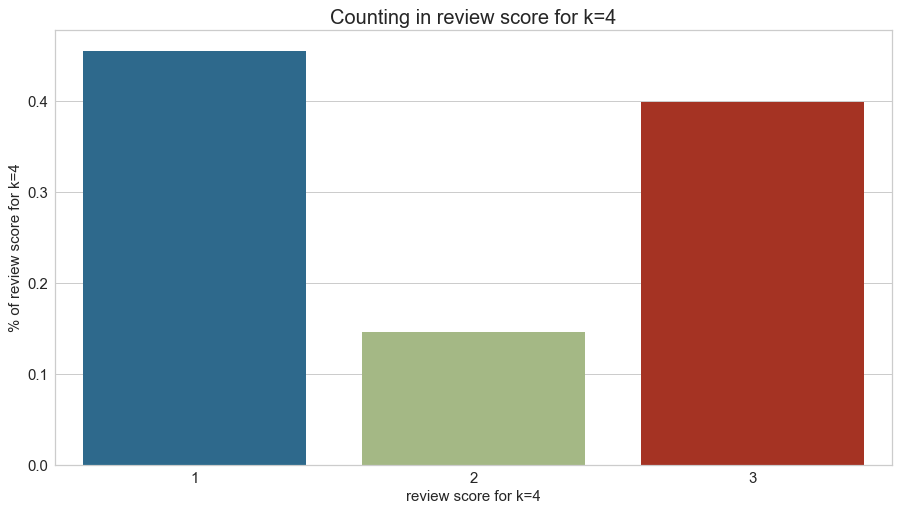 Counting in review score for k=4
% of review score for k=4
0.4
0.3
0.2
0.1
0.0
1 2 3
review score for k=4